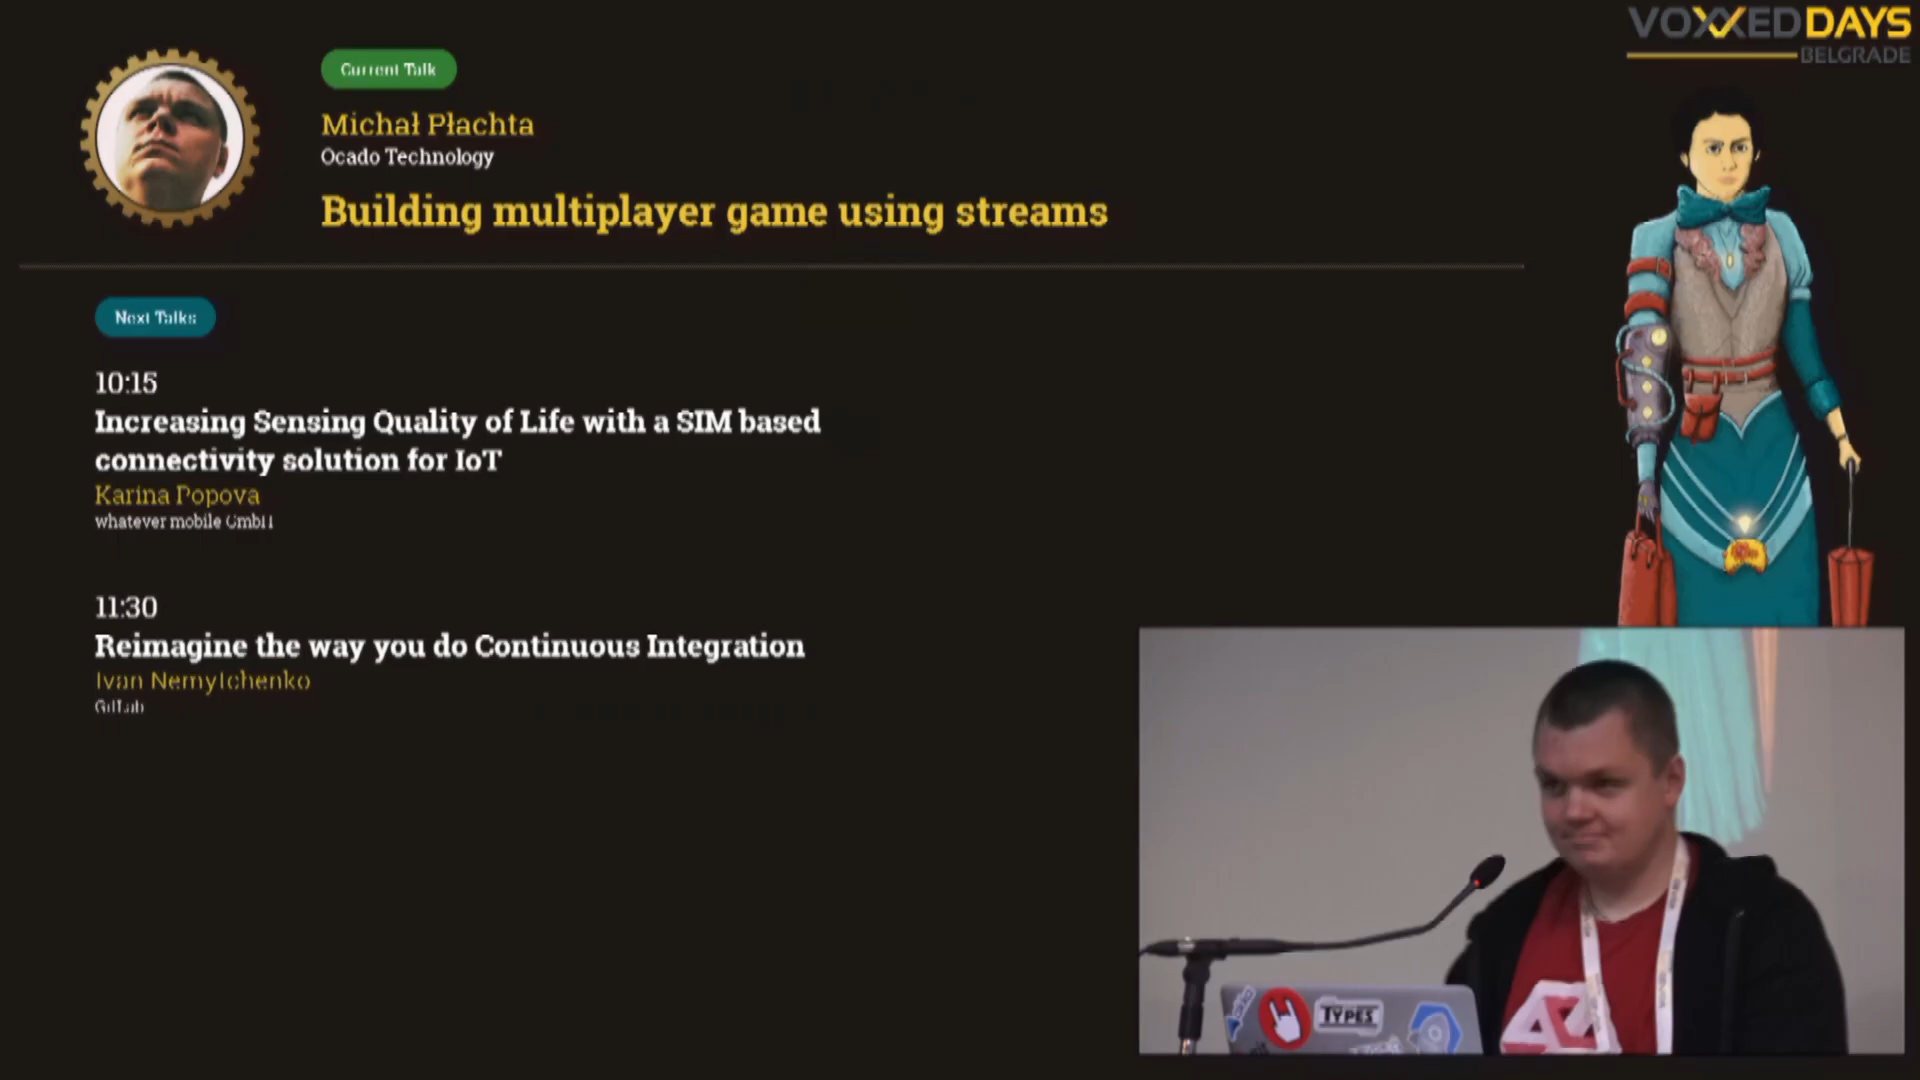 VOXXEDDAYS
BELGRADE
Current Talk
Michał Płachta
Ocado Technology
Building multiplayer game using streams
Next Talks
10:15
Increasing Sensing Quality of Life with a SIM based
connectivity solution for IoT
Karina Popova
whatever mobile GmbH
11:30
Reimagine the way you do Continuous Integration
Ivan Nemytchenko
GitLab
TYPES